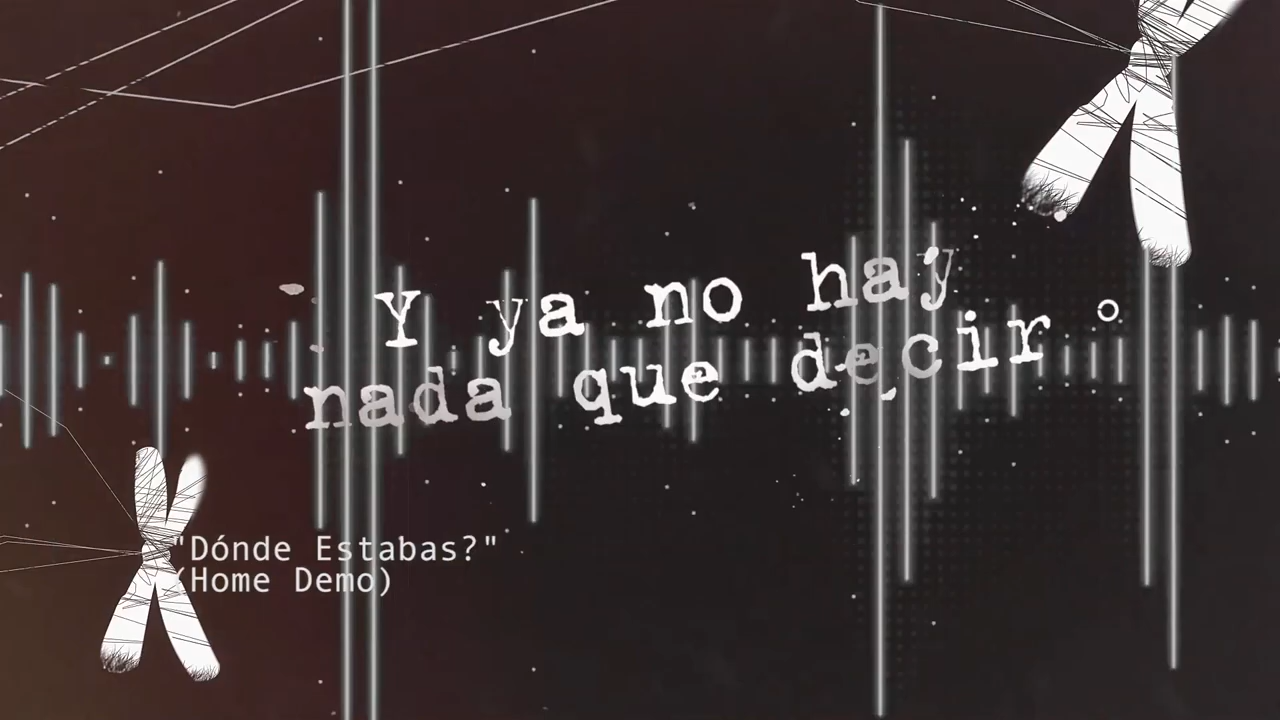 Y ya no hay
nada que decir
"Dónde Estabas?"
(Home Demo)